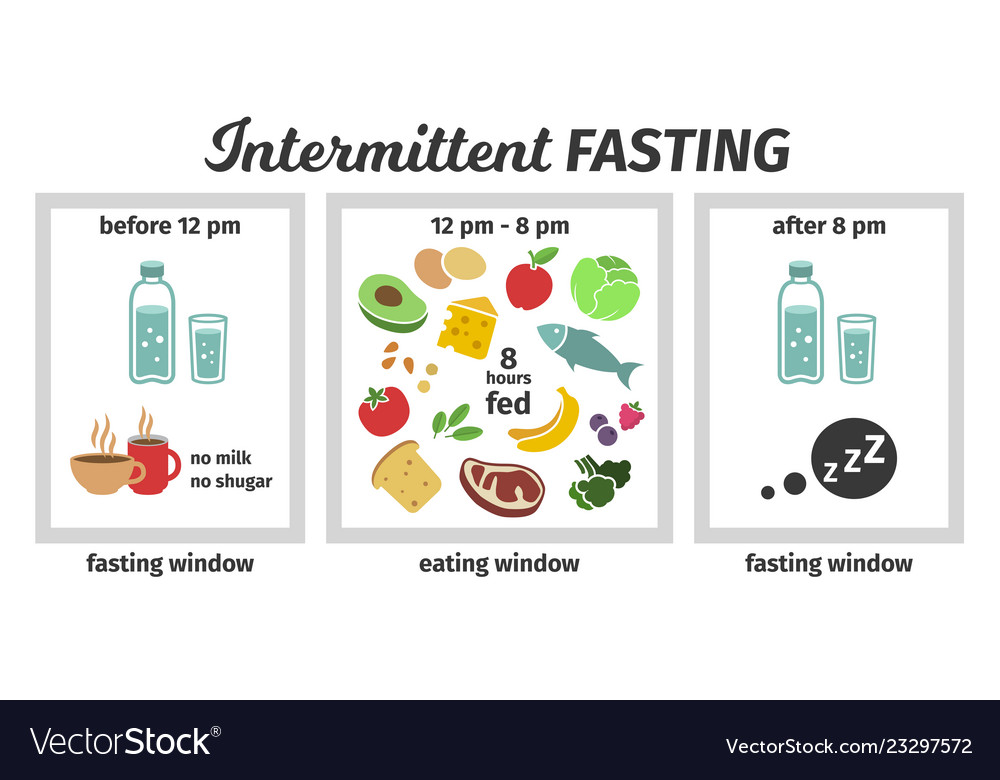 Intermittent FASTING
before 12 pm
no milk
no shugar
fasting window
12 pm - 8 pm
8
hours
fed
eating window
after 8 pm
z z Z
fasting window
VectorStock®
VectorStock.com/23297572